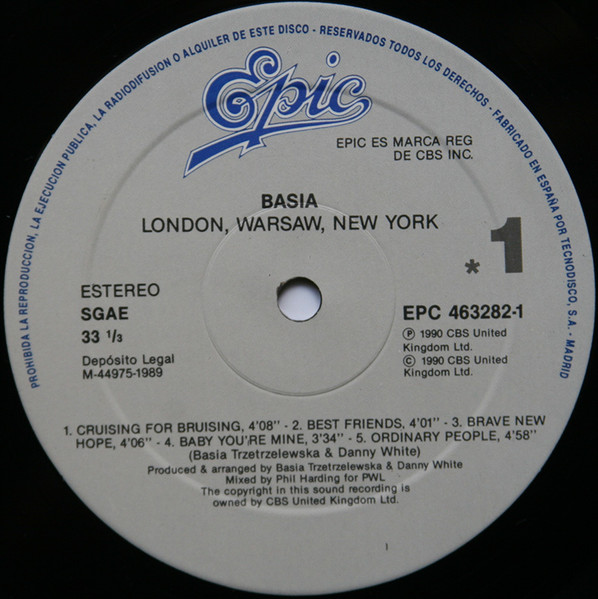 PROHIBIDA LA REPRODUCCION, LA EJECUCION PUBLICA, LA RADIODIFUSION O ALQUILER DE ESTE DISCO - RESERVADOS TODOS LOS DERECHOS - FABRICADO EN ESPAÑA POR TECNODISCO, S.A. - MADRID
Epic
EPIC ES MARCA REG
DE CBS INC.
BASIA
LONDON, WARSAW, NEW YORK
* 1
ESTEREO
SGAE
33 1/3
Depósito Legal
M-44975-1989
EPC 463282-1
℗ 1990 CBS United
Kingdom Ltd.
© 1990 CBS United
Kingdom Ltd.
1. CRUISING FOR BRUISING, 4'08" - 2. BEST FRIENDS, 4'01" - 3. BRAVE NEW
HOPE, 4'06" - 4. BABY YOU'RE MINE, 3'34" - 5. ORDINARY PEOPLE, 4'58"
(Basia Trzetrzelewska & Danny White)
Produced & arranged by Basia Trzetrzelewska & Danny White
Mixed by Phil Harding for PWL
The copyright in this sound recording is
owned by CBS United Kingdom Ltd.